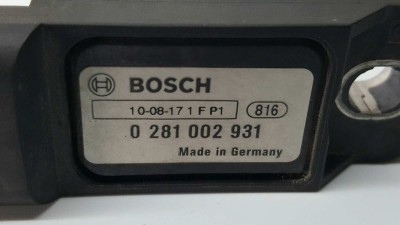 BOSCH
10-08-17 1 F P1 816
0 281 002 931
Made in Germany